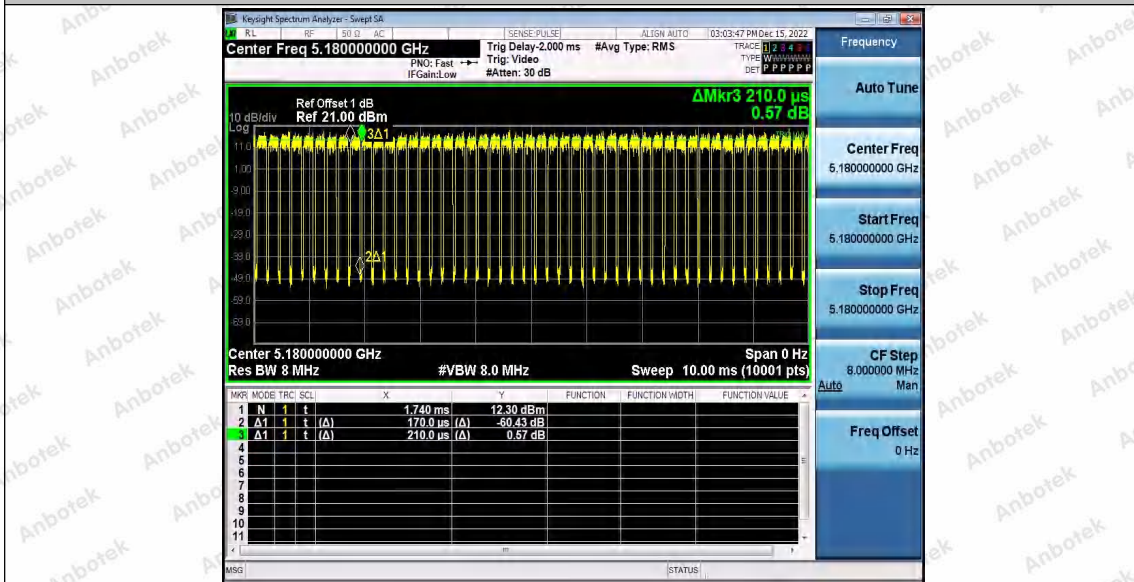 Keysight Spectrum Analyzer - Swept SA
RL RF 50 Ω AC SENSE:PULSE ALIGN AUTO 03:03:47 PM Dec 15, 2022
Center Freq 5.180000000 GHz
PNO: Fast
IFGain:Low
Trig Delay-2.000 ms
Trig: Video
#Atten: 30 dB
#Avg Type: RMS
TRACE 1 2 3 4 5 6
TYPE WWWWWW
DET P P P P P P
ΔMkr3 210.0 µs
0.57 dB
Ref Offset 1 dB
10 dB/div Ref 21.00 dBm
Log
3Δ1
11.0
1.00
-9.00
-19.0
-29.0
-39.0
2Δ1
-49.0
-59.0
-69.0
Center 5.180000000 GHz Span 0 Hz
Res BW 8 MHz #VBW 8.0 MHz Sweep 10.00 ms (10001 pts)
MKR MODE TRC SCL X Y FUNCTION FUNCTION WIDTH FUNCTION VALUE
1 N 1 t 1.740 ms 12.30 dBm
2 Δ1 1 t (Δ) 170.0 µs (Δ) -60.43 dB
3 Δ1 1 t (Δ) 210.0 µs (Δ) 0.57 dB
4
5
6
7
8
9
10
11
MSG STATUS
Frequency
Auto Tune
Center Freq
5.180000000 GHz
Start Freq
5.180000000 GHz
Stop Freq
5.180000000 GHz
CF Step
8.000000 MHz
Auto Man
Freq Offset
0 Hz
Anbotek